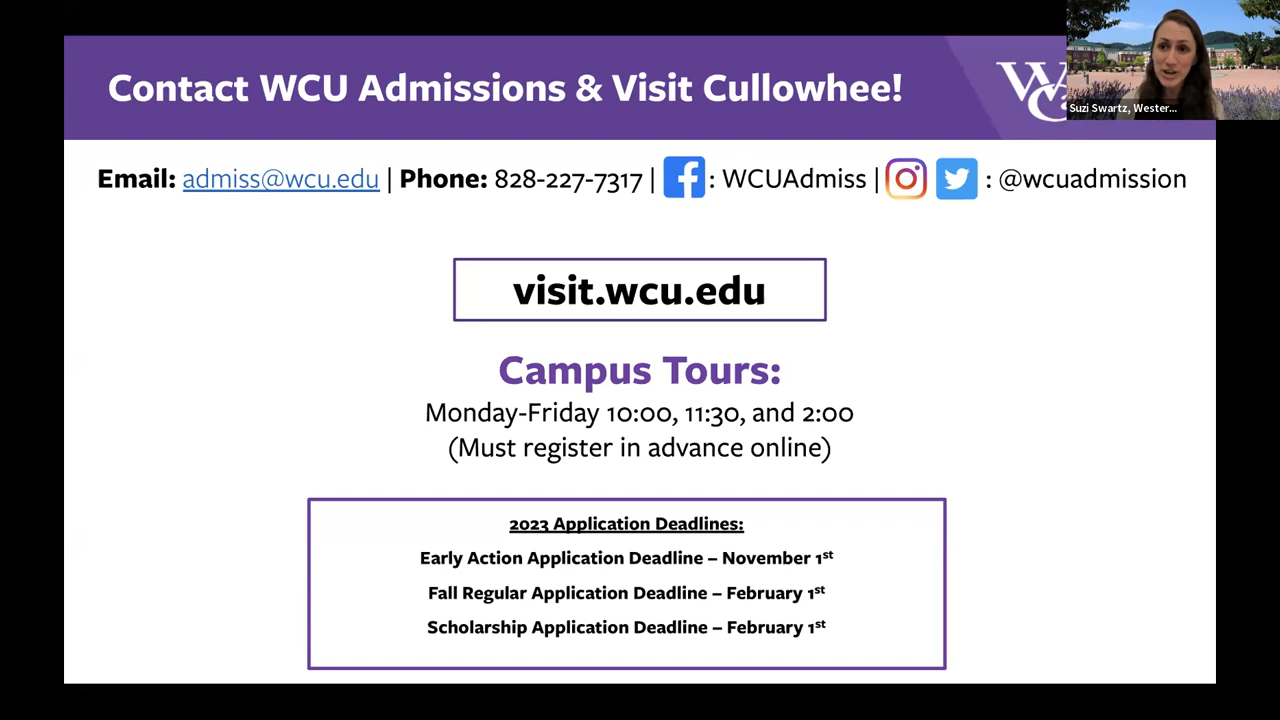 Contact WCU Admissions & Visit Cullowhee!
WC
Suzi Swartz, Wester...
Email: admiss@wcu.edu | Phone: 828-227-7317 | : WCUAdmiss | : @wcuadmission
visit.wcu.edu
Campus Tours:
Monday-Friday 10:00, 11:30, and 2:00
(Must register in advance online)
2023 Application Deadlines:
Early Action Application Deadline – November 1st
Fall Regular Application Deadline – February 1st
Scholarship Application Deadline – February 1st